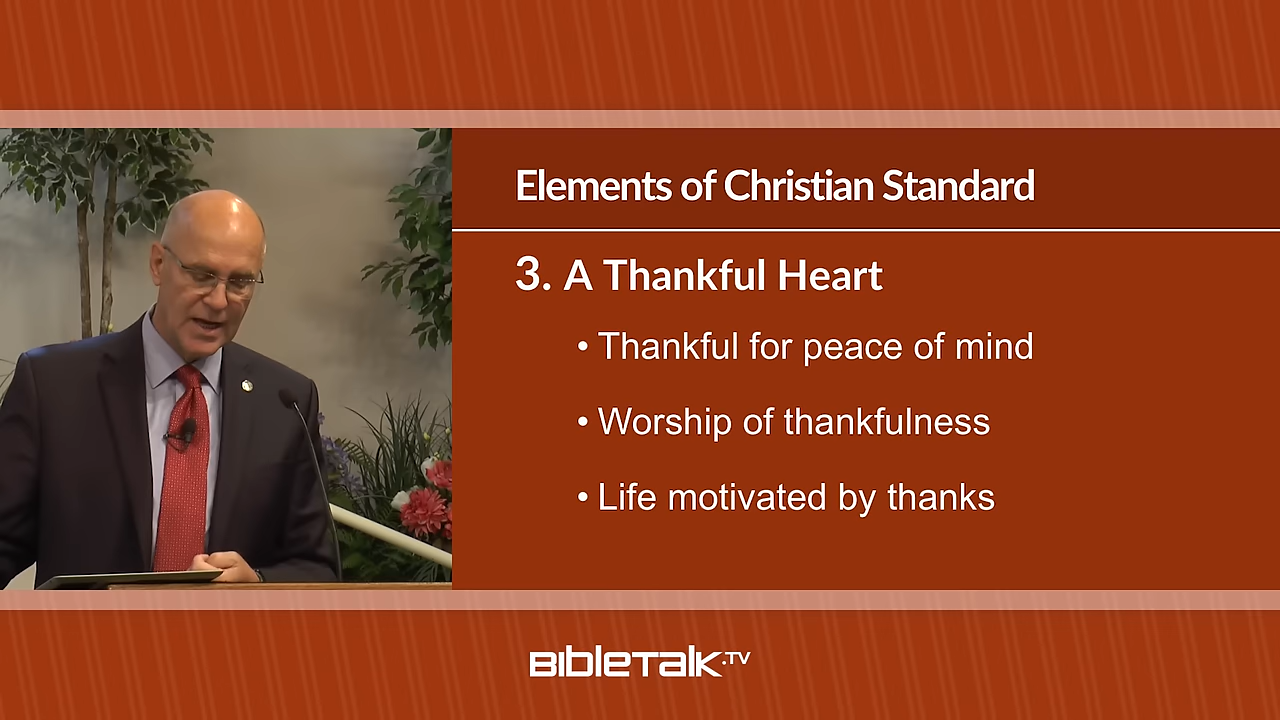 Elements of Christian Standard
3. A Thankful Heart
• Thankful for peace of mind
• Worship of thankfulness
• Life motivated by thanks
BIBLETALK.TV